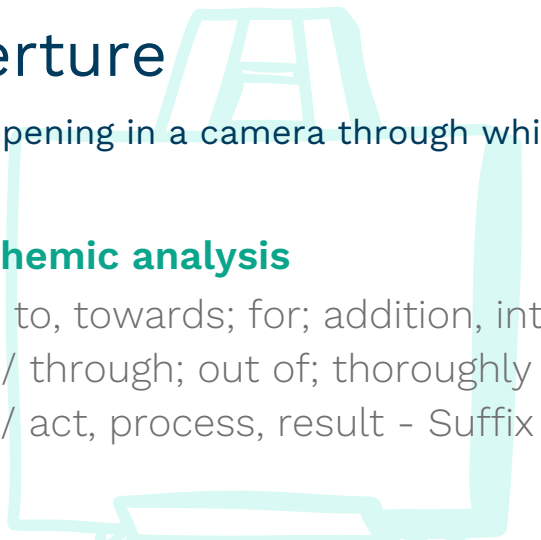 erture
pening in a camera through whi
hemic analysis
to, towards; for; addition, int
/ through; out of; thoroughly
/ act, process, result - Suffix